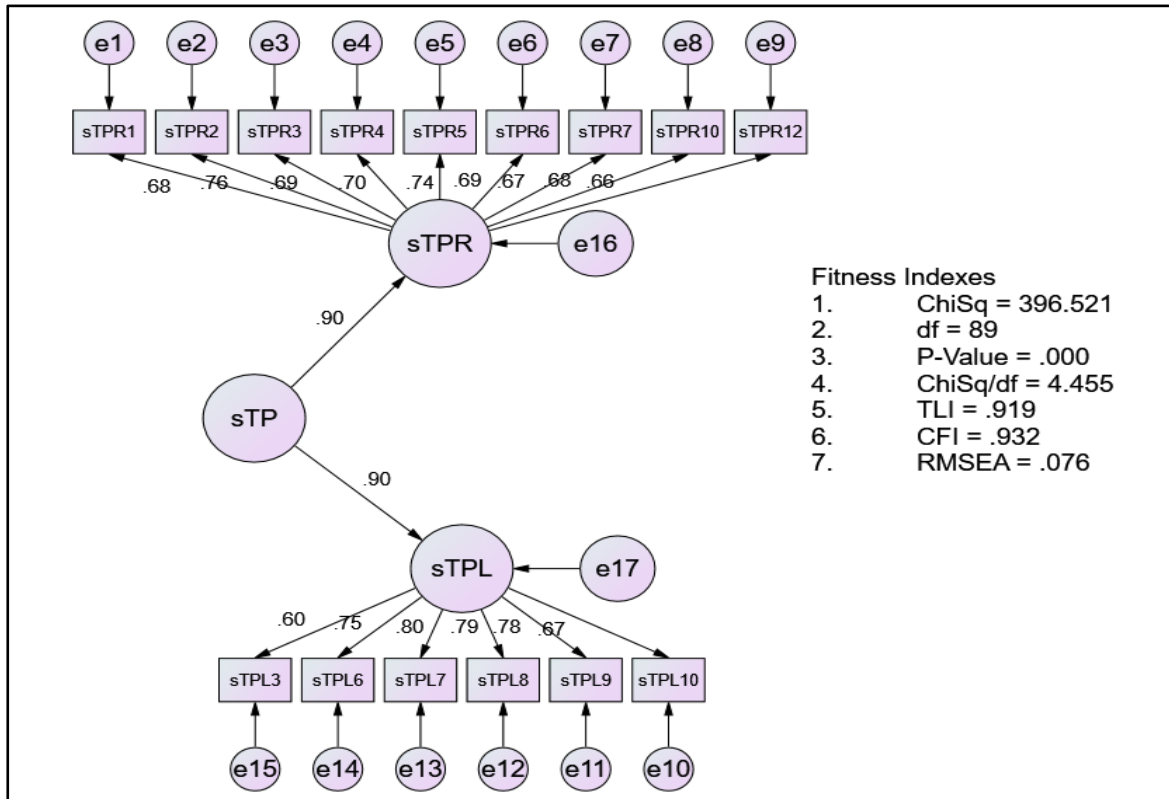 e1 e2 e3 e4 e5 e6 e7 e8 e9
sTPR1 sTPR2 sTPR3 sTPR4 sTPR5 sTPR6 sTPR7 sTPR10 sTPR12
.68 .76 .69 .70 .74 .69 .67 .68 .66
sTPR e16
Fitness Indexes
1. ChiSq = 396.521
2. df = 89
3. P-Value = .000
4. ChiSq/df = 4.455
5. TLI = .919
6. CFI = .932
7. RMSEA = .076
.90
sTP
.90
sTPL e17
.60 .75 .80 .79 .78 .67
sTPL3 sTPL6 sTPL7 sTPL8 sTPL9 sTPL10
e15 e14 e13 e12 e11 e10